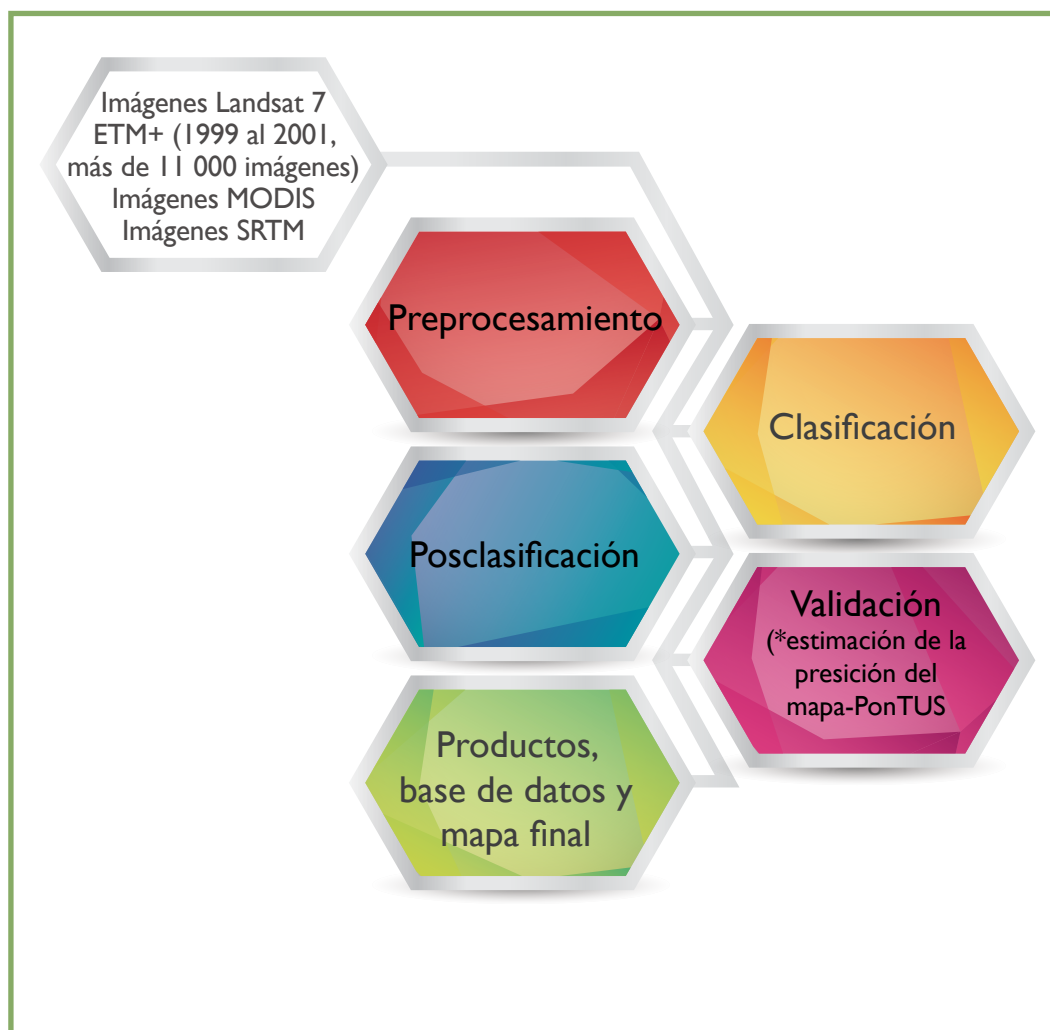 Imágenes Landsat 7
ETM+ (1999 al 2001,
más de 11 000 imágenes)
Imágenes MODIS
Imágenes SRTM
Preprocesamiento
Clasificación
Posclasificación
Validación
(*estimación de la
presición del
mapa-PonTUS
Productos,
base de datos y
mapa final